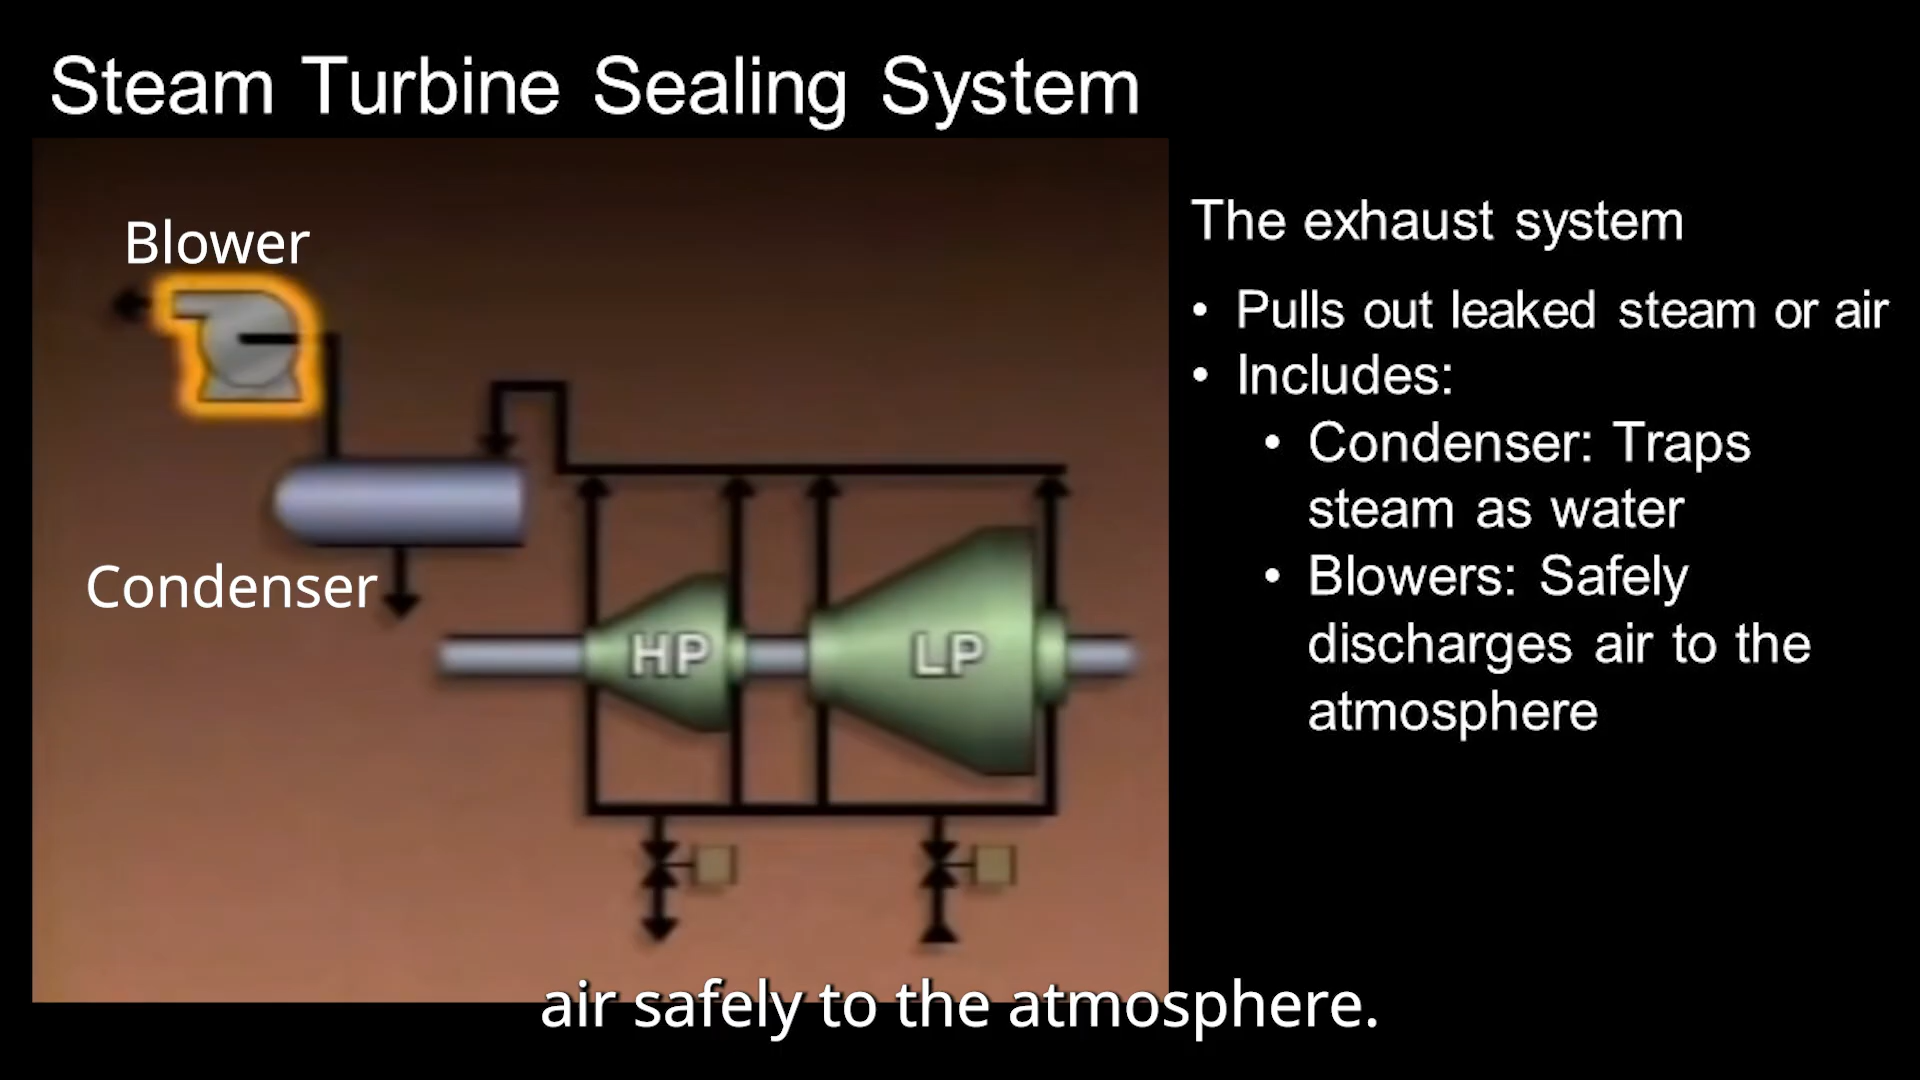 Steam Turbine Sealing System
Blower
Condenser
HP
LP
The exhaust system
• Pulls out leaked steam or air
• Includes:
• Condenser: Traps
steam as water
• Blowers: Safely
discharges air to the
atmosphere
air safely to the atmosphere.